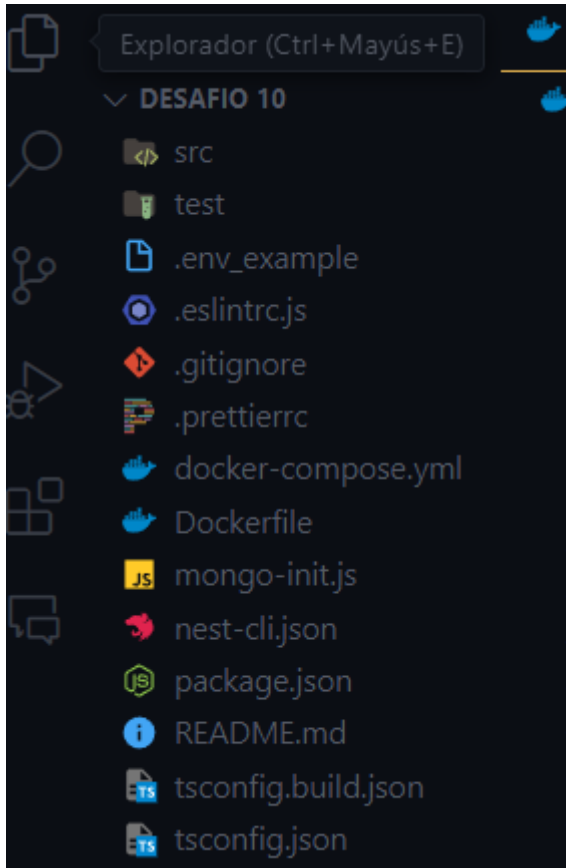 Explorador (Ctrl+Mayús+E)
DESAFIO 10
src
test
.env_example
.eslintrc.js
.gitignore
.prettierrc
docker-compose.yml
Dockerfile
mongo-init.js
nest-cli.json
package.json
README.md
tsconfig.build.json
tsconfig.json